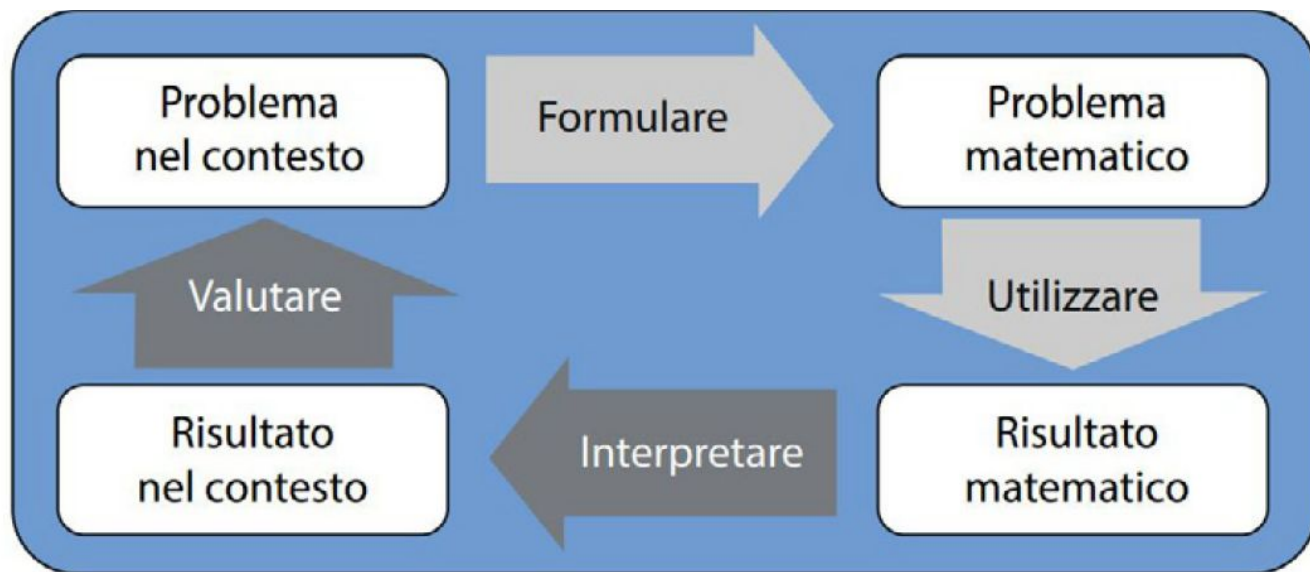 Problema
nel contesto
Formulare
Problema
matematico
Valutare
Utilizzare
Risultato
nel contesto
Interpretare
Risultato
matematico